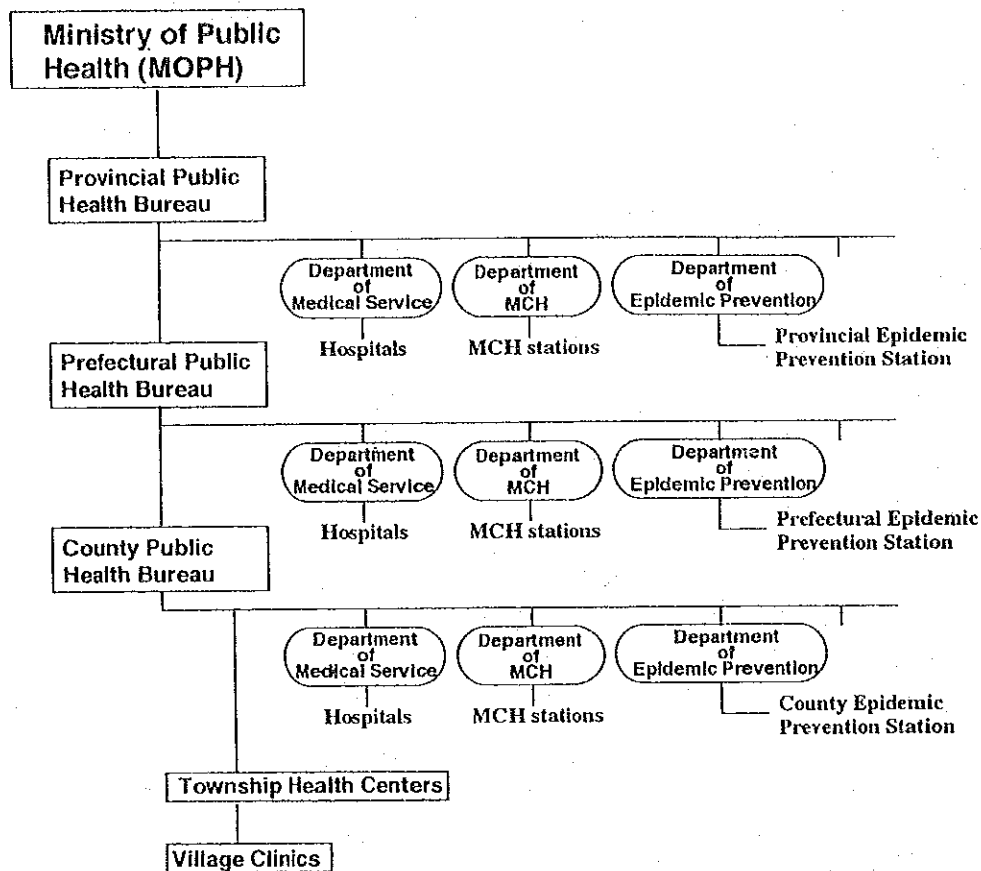 Ministry of Public
Health (MOPH)
Provincial Public
Health Bureau
Department
of
Medical Service
Department
of
MCH
Department
of
Epidemic Prevention
Hospitals
MCH stations
Provincial Epidemic
Prevention Station
Prefectural Public
Health Bureau
Department
of
Medical Service
Department
of
MCH
Department
of
Epidemic Prevention
Hospitals
MCH stations
Prefectural Epidemic
Prevention Station
County Public
Health Bureau
Department
of
Medical Service
Department
of
MCH
Department
of
Epidemic Prevention
Hospitals
MCH stations
County Epidemic
Prevention Station
Township Health Centers
Village Clinics